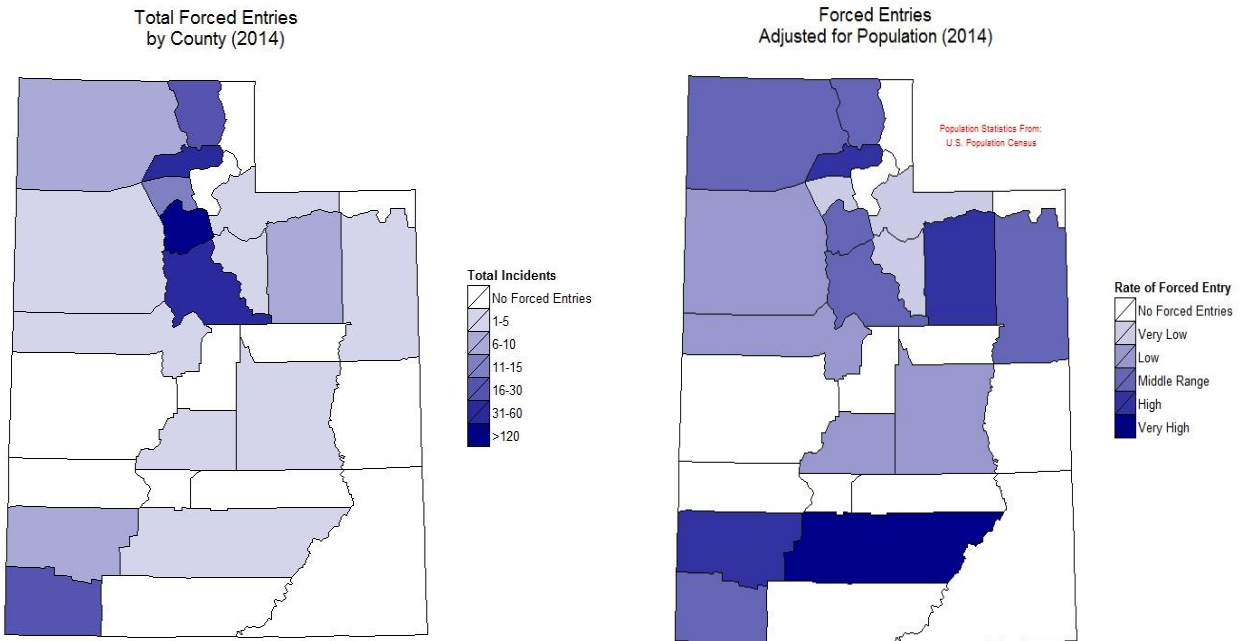 Total Forced Entries
by County (2014)
Total Incidents
No Forced Entries
1-5
6-10
11-15
16-30
31-60
>120
Forced Entries
Adjusted for Population (2014)
Population Statistics From:
U.S. Population Census
Rate of Forced Entry
No Forced Entries
Very Low
Low
Middle Range
High
Very High